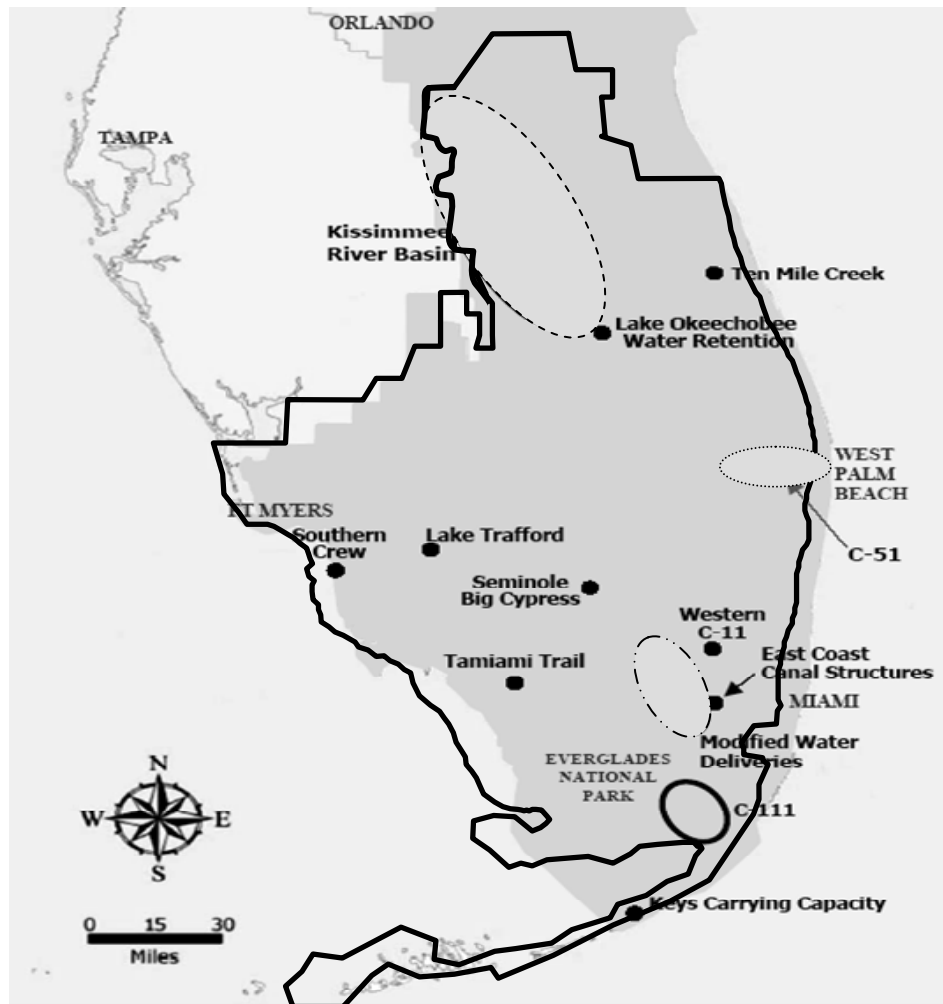 ORLANDO
TAMPA
Kissimmee
River Basin
Ten Mile Creek
Lake Okeechobee
Water Retention
WEST
PALM
BEACH
FT MYERS
Southern
Crew
Lake Trafford
C-51
Seminole
Big Cypress
Western
C-11
East Coast
Canal Structures
Tamiami Trail
MIAMI
Modified Water
Deliveries
EVERGLADES
NATIONAL
PARK
C-111
N
W
E
S
Keys Carrying Capacity
0 15 30
Miles